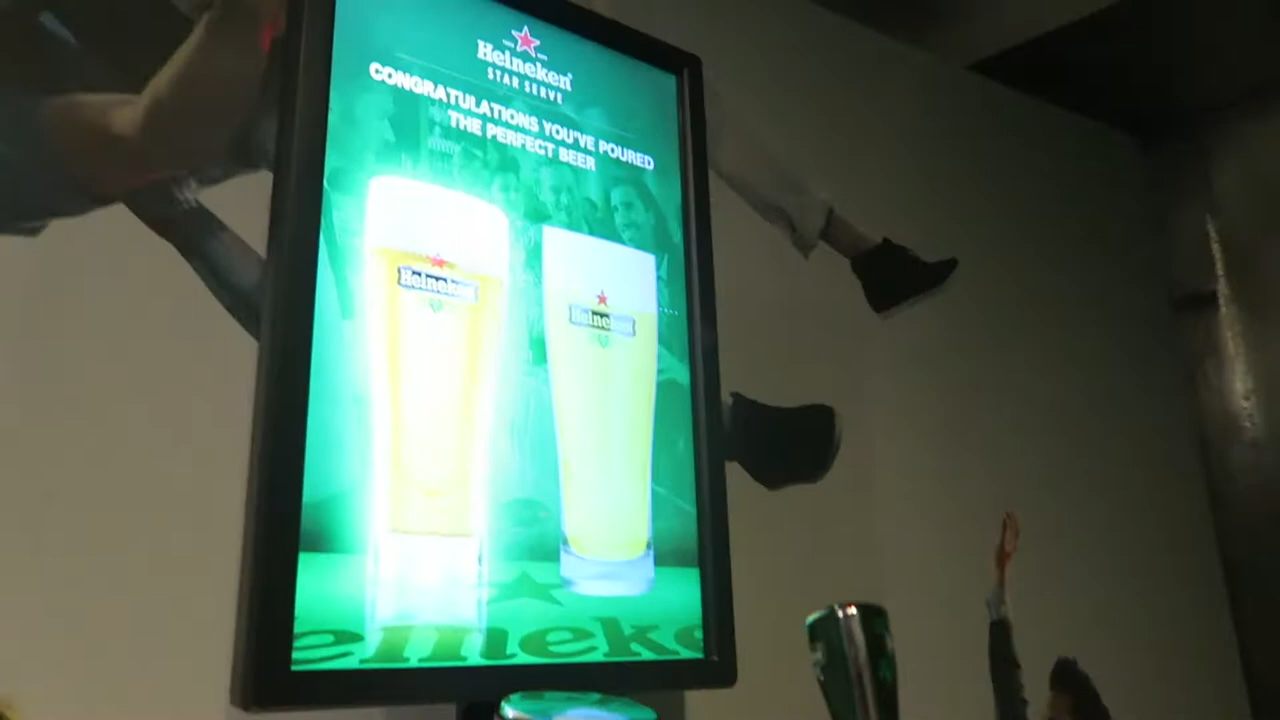 Heineken
STAR SERVE
CONGRATULATIONS YOU'VE POURED
THE PERFECT BEER
Heineken
Heineken
eineke